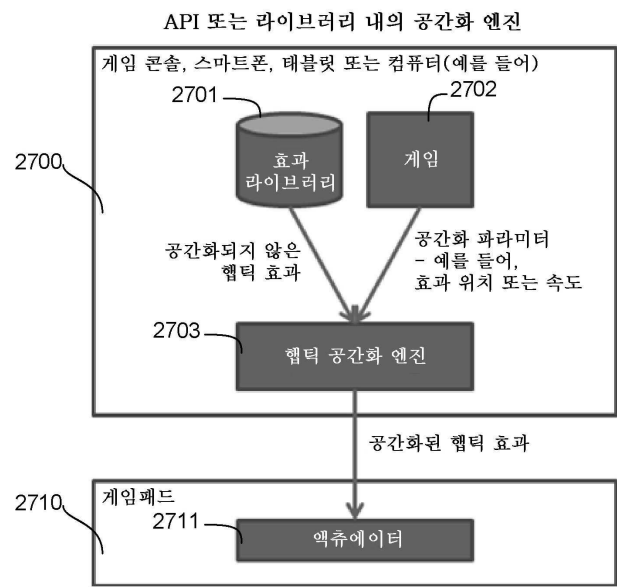 API 또는 라이브러리 내의 공간화 엔진
게임 콘솔, 스마트폰, 태블릿 또는 컴퓨터(예를 들어)
2701
2702
2700
효과
라이브러리
게임
공간화되지 않은
햅틱 효과
공간화 파라미터
- 예를 들어,
효과 위치 또는 속도
2703
햅틱 공간화 엔진
공간화된 햅틱 효과
게임패드
2710
2711
액츄에이터